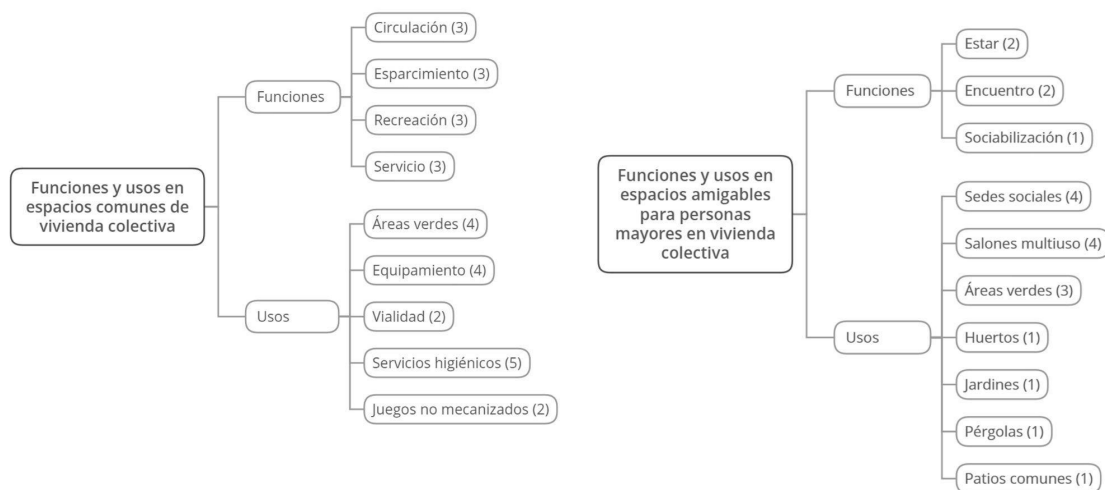 Funciones y usos en
espacios comunes de
vivienda colectiva
Funciones
Circulación (3)
Esparcimiento (3)
Recreación (3)
Servicio (3)
Usos
Áreas verdes (4)
Equipamiento (4)
Vialidad (2)
Servicios higiénicos (5)
Juegos no mecanizados (2)
Funciones y usos en
espacios amigables
para personas
mayores en vivienda
colectiva
Funciones
Estar (2)
Encuentro (2)
Sociabilización (1)
Usos
Sedes sociales (4)
Salones multiuso (4)
Áreas verdes (3)
Huertos (1)
Jardines (1)
Pérgolas (1)
Patios comunes (1)